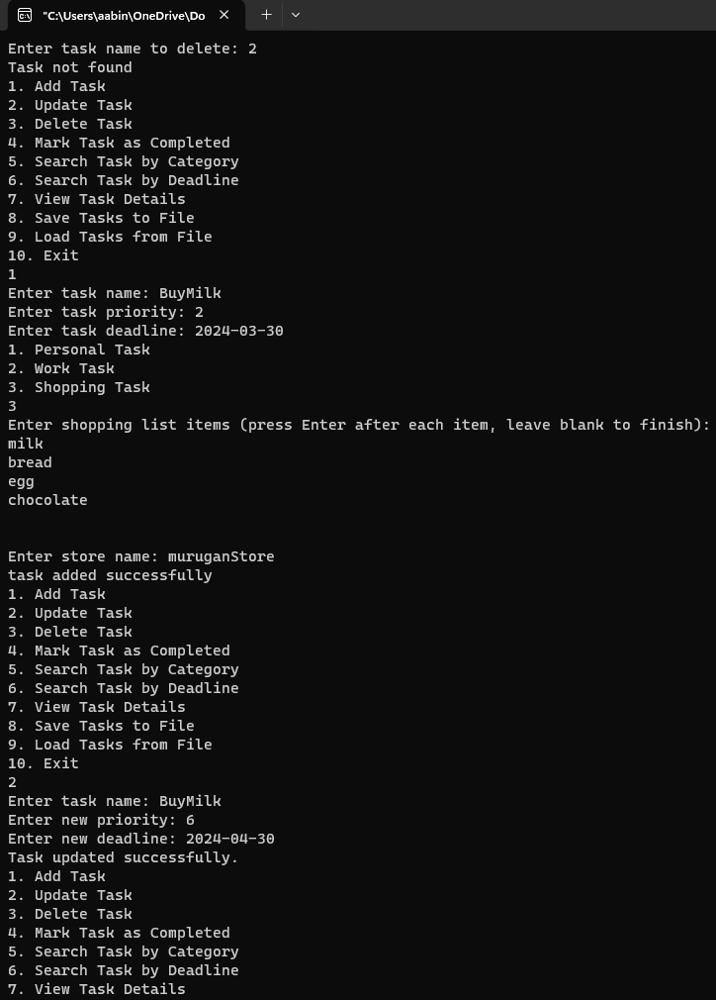 "C:\Users\aabin\OneDrive\Do
Enter task name to delete: 2
Task not found
1. Add Task
2. Update Task
3. Delete Task
4. Mark Task as Completed
5. Search Task by Category
6. Search Task by Deadline
7. View Task Details
8. Save Tasks to File
9. Load Tasks from File
10. Exit
1
Enter task name: BuyMilk
Enter task priority: 2
Enter task deadline: 2024-03-30
1. Personal Task
2. Work Task
3. Shopping Task
3
Enter shopping list items (press Enter after each item, leave blank to finish):
milk
bread
egg
chocolate
Enter store name: muruganStore
task added successfully
1. Add Task
2. Update Task
3. Delete Task
4. Mark Task as Completed
5. Search Task by Category
6. Search Task by Deadline
7. View Task Details
8. Save Tasks to File
9. Load Tasks from File
10. Exit
2
Enter task name: BuyMilk
Enter new priority: 6
Enter new deadline: 2024-04-30
Task updated successfully.
1. Add Task
2. Update Task
3. Delete Task
4. Mark Task as Completed
5. Search Task by Category
6. Search Task by Deadline
7. View Task Details